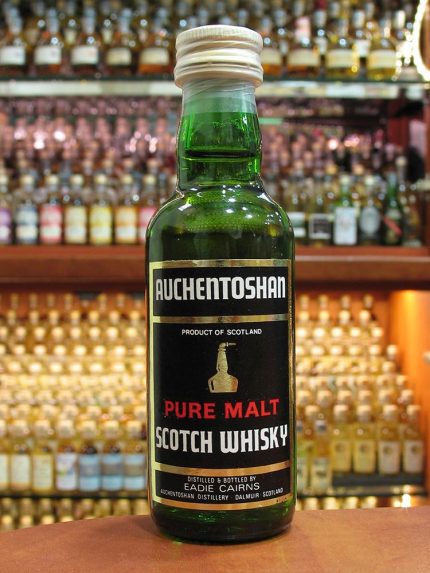 AUCHENTOSHAN
PRODUCT OF SCOTLAND
PURE MALT
SCOTCH WHISKY
DISTILLED & BOTTLED BY
EADIE CAIRNS
AUCHENTOSHAN DISTILLERY DALMUIR SCOTLAND